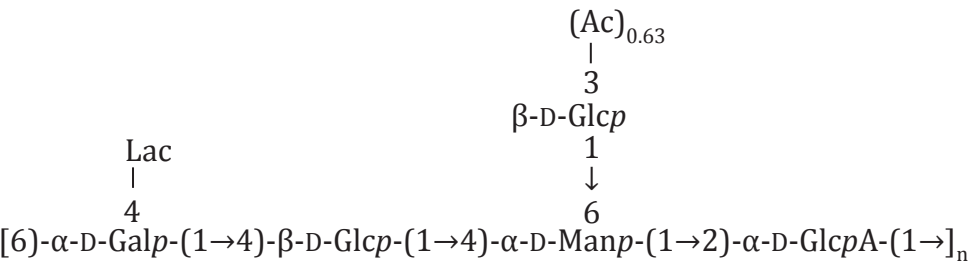 (Ac)0.63
|
3
β-D-Glcp
Lac
1
|
↓
4
6
[6)-α-D-Galp-(1→4)-β-D-Glcp-(1→4)-α-D-Manp-(1→2)-α-D-GlcpA-(1→]n